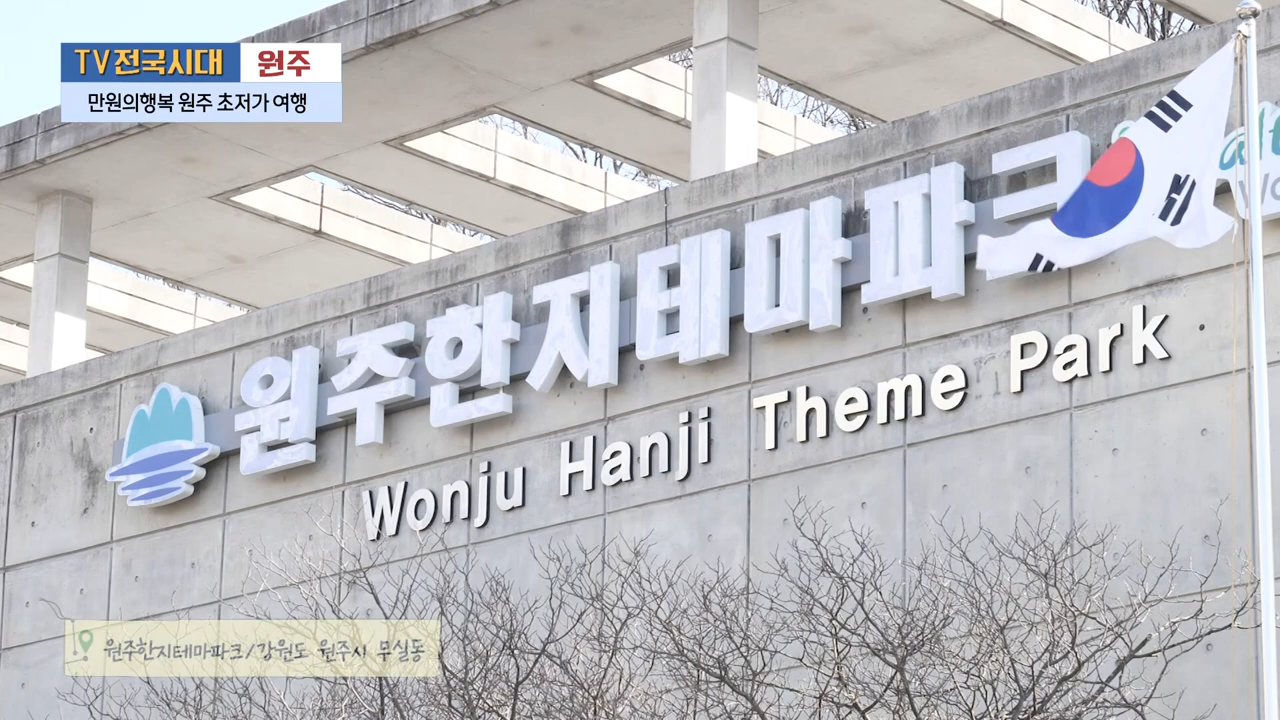 TV전국시대 원주
만원의행복 원주 초저가 여행
원주한지테마파크
Wonju Hanji Theme Park
원주한지테마파크/강원도 원주시 무실동